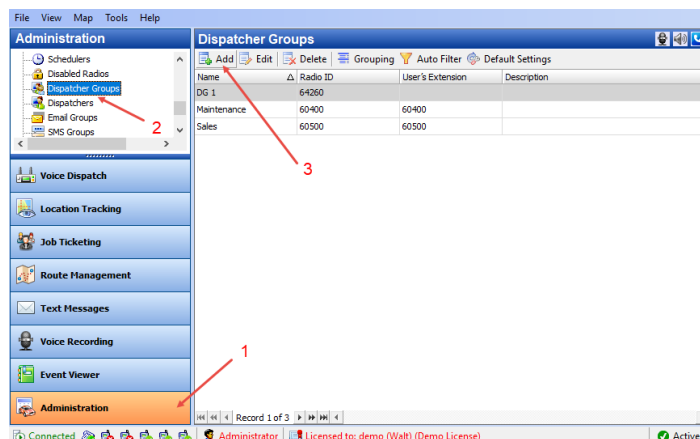 File View Map Tools Help
Administration
Dispatcher Groups
Schedulers
Disabled Radios
Dispatcher Groups
Dispatchers
Email Groups
SMS Groups
2
Add Edit Delete Grouping Auto Filter Default Settings
Name Radio ID User's Extension Description
DG 1 64260
Maintenance 60400 60400
Sales 60500 60500
3
Voice Dispatch
Location Tracking
Job Ticketing
Route Management
Text Messages
Voice Recording
Event Viewer
Administration
1
Record 1 of 3
Connected Administrator Licensed to: demo (Walt) (Demo License) Active